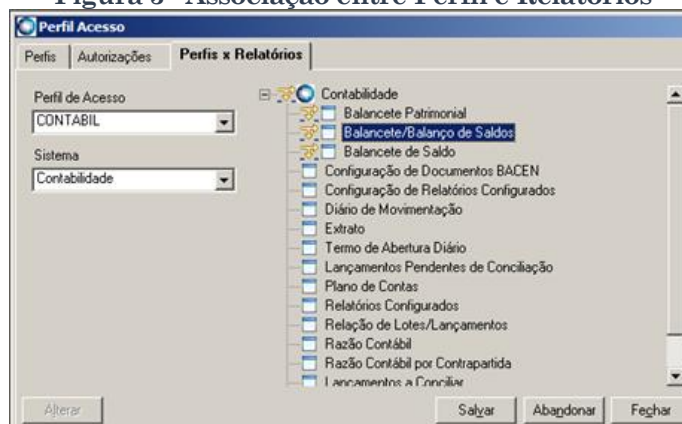 Figura 3 - Associação entre Perfil e Relatórios
Perfil Acesso
Perfis
Autorizações
Perfis x Relatórios
Perfil de Acesso
CONTABIL
Sistema
Contabilidade
Contabilidade
Balancete Patrimonial
Balancete/Balanço de Saldos
Balancete de Saldo
Configuração de Documentos BACEN
Configuração de Relatórios Configurados
Diário de Movimentação
Extrato
Termo de Abertura Diário
Lançamentos Pendentes de Conciliação
Plano de Contas
Relatórios Configurados
Relação de Lotes/Lançamentos
Razão Contábil
Razão Contábil por Contrapartida
Lancamentos a Conciliar
Alterar
Salvar
Abandonar
Fechar